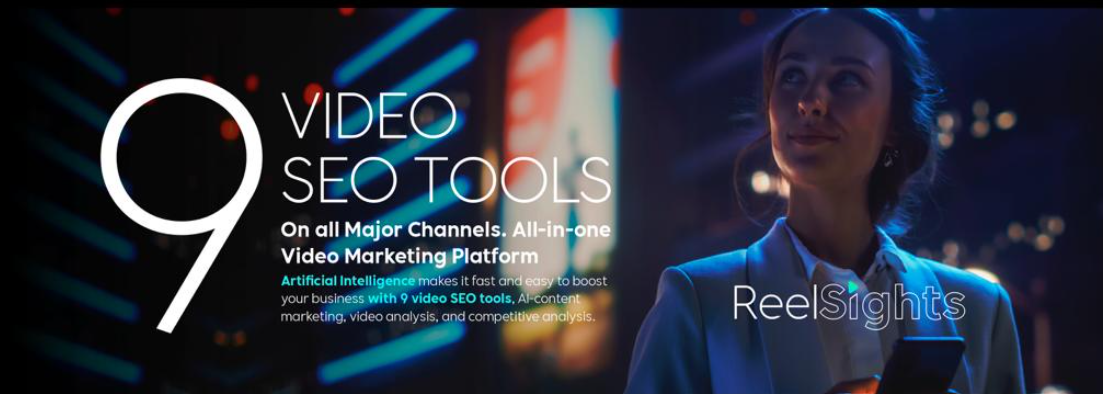 9
VIDEO
SEO TOOLS
On all Major Channels. All-in-one
Video Marketing Platform
Artificial Intelligence makes it fast and easy to boost
your business with 9 video SEO tools, AI-content
marketing, video analysis, and competitive analysis.
ReelSights